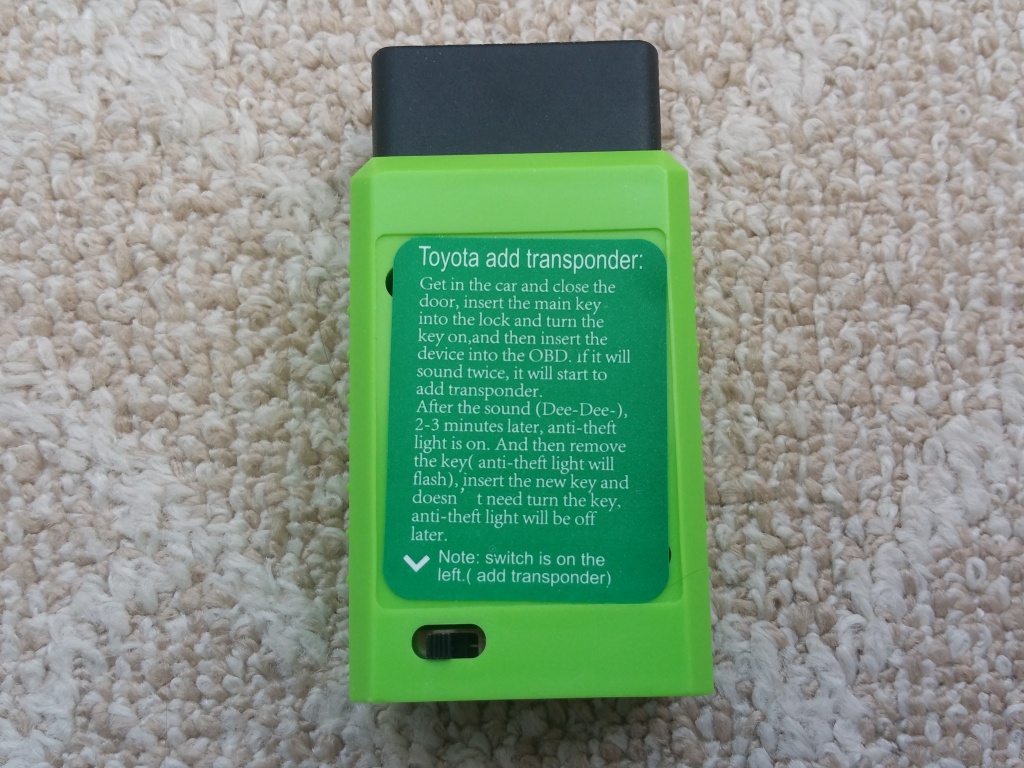 Toyota add transponder:
Get in the car and close the
door, insert the main key
into the lock and turn the
key on,and then insert the
device into the OBD. if it will
sound twice, it will start to
add transponder.
After the sound (Dee-Dee-),
2-3 minutes later, anti-theft
light is on. And then remove
the key( anti-theft light will
flash), insert the new key and
doesn’ t need turn the key,
anti-theft light will be off
later.
Note: switch is on the
left.( add transponder)